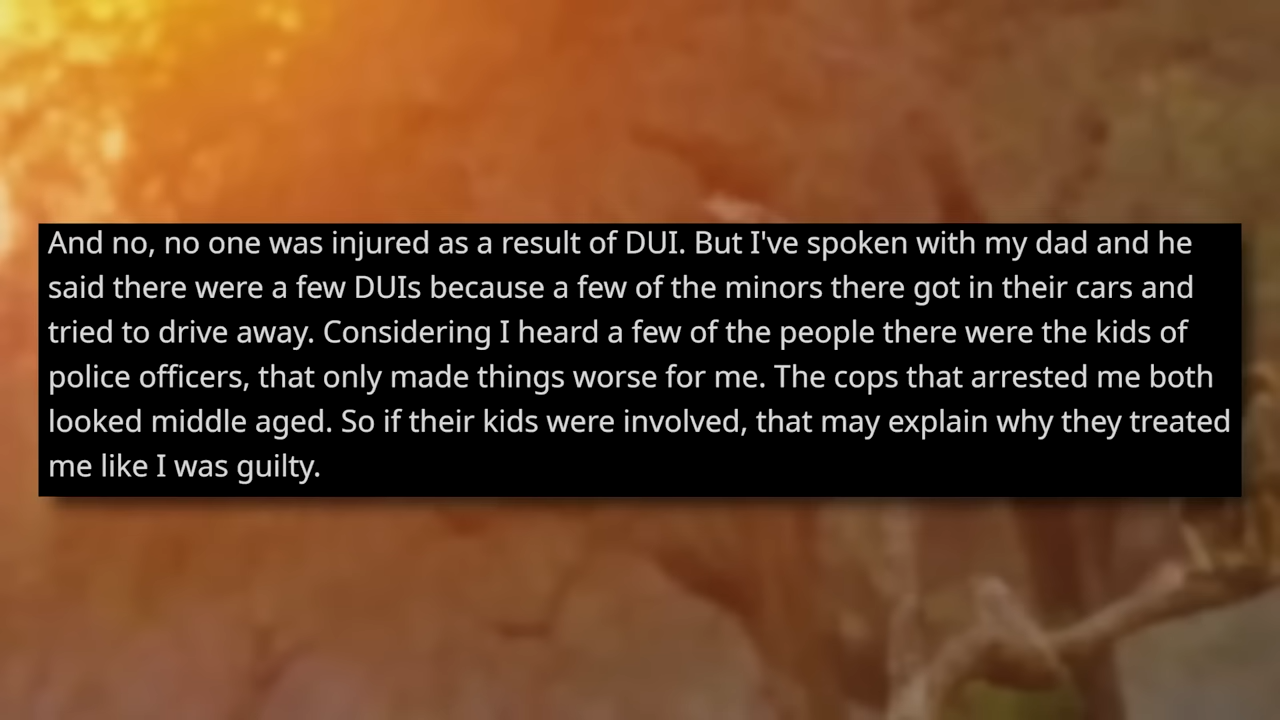 And no, no one was injured as a result of DUI. But I've spoken with my dad and he
said there were a few DUIs because a few of the minors there got in their cars and
tried to drive away. Considering I heard a few of the people there were the kids of
police officers, that only made things worse for me. The cops that arrested me both
looked middle aged. So if their kids were involved, that may explain why they treated
me like I was guilty.